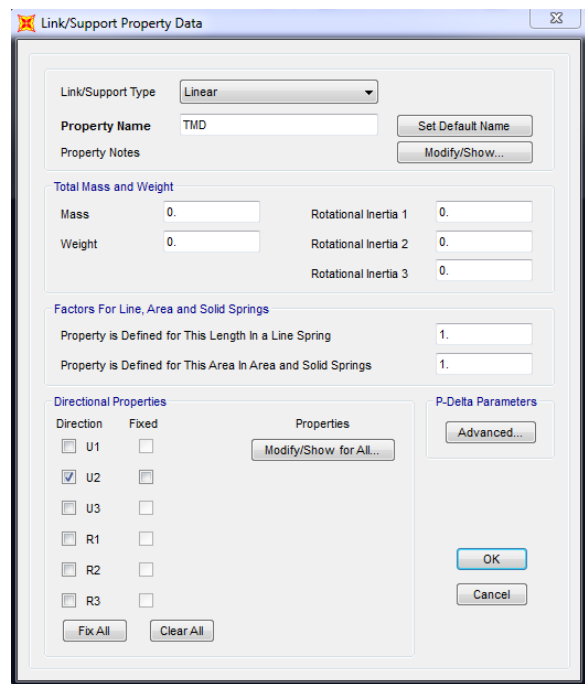 Link/Support Property Data
Link/Support Type Linear
Property Name TMD Set Default Name
Property Notes Modify/Show...
Total Mass and Weight
Mass 0. Rotational Inertia 1 0.
Weight 0. Rotational Inertia 2 0.
Rotational Inertia 3 0.
Factors For Line, Area and Solid Springs
Property is Defined for This Length In a Line Spring 1.
Property is Defined for This Area In Area and Solid Springs 1.
Directional Properties P-Delta Parameters
Direction Fixed Properties Advanced...
U1 Modify/Show for All...
U2
U3
R1
R2 OK
R3 Cancel
Fix All Clear All